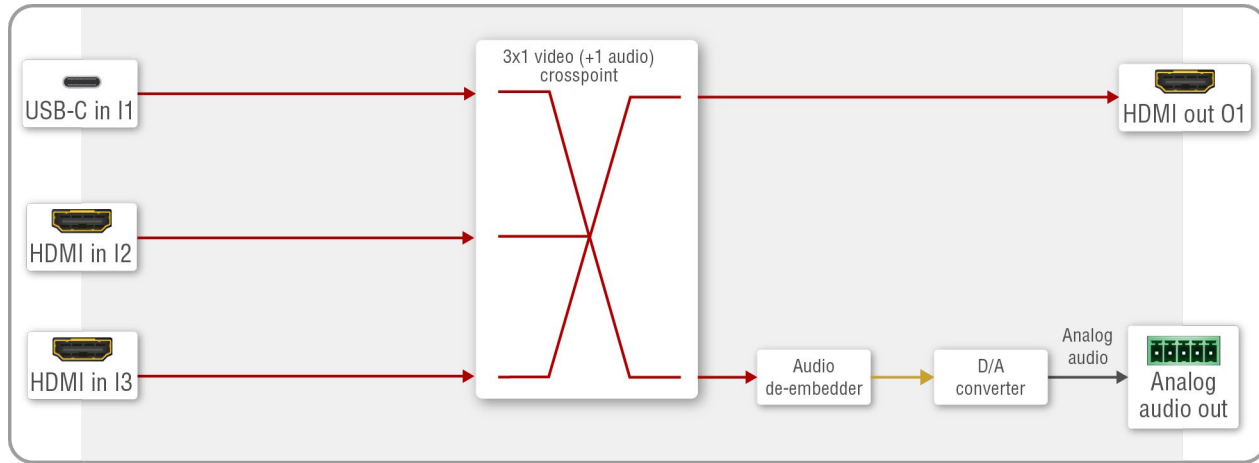 3x1 video (+1 audio)
crosspoint
USB-C in I1
HDMI out O1
HDMI in I2
HDMI in I3
Audio
de-embedder
D/A
converter
Analog
audio
Analog
audio out